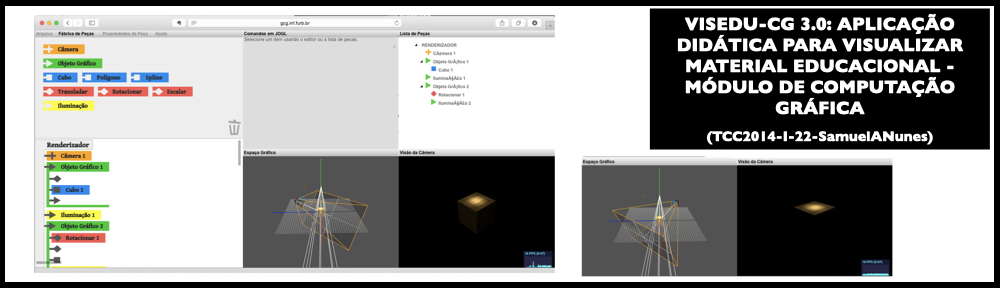 gcg.inf.furb.br
Arquivo Fábrica de Peças Propriedades da Peça Ajuda
Câmera
Objeto Gráfico
Cubo Polígono Spline
Transladar Rotacionar Escalar
Iluminação
Renderizador
Câmera 1
Objeto Gráfico 1
Cubo 1
Iluminação 1
Objeto Gráfico 2
Rotacionar 1
Comandos em JOGL
Selecione um item usando o editor ou a lista de pecas.
Lista de Peças
RENDERIZADOR
CÃ¢mera 1
Objeto GrÃ¡fico 1
Cubo 1
IluminaÃ§Ã£o 1
Objeto GrÃ¡fico 2
Rotacionar 1
IluminaÃ§Ã£o 2
Espaço Gráfico
Visão da Câmera
VISEDU-CG 3.0: APLICAÇÃO
DIDÁTICA PARA VISUALIZAR
MATERIAL EDUCACIONAL -
MÓDULO DE COMPUTAÇÃO
GRÁFICA
(TCC2014-1-22-SamuelANunes)
Espaço Gráfico
Visão da Câmera